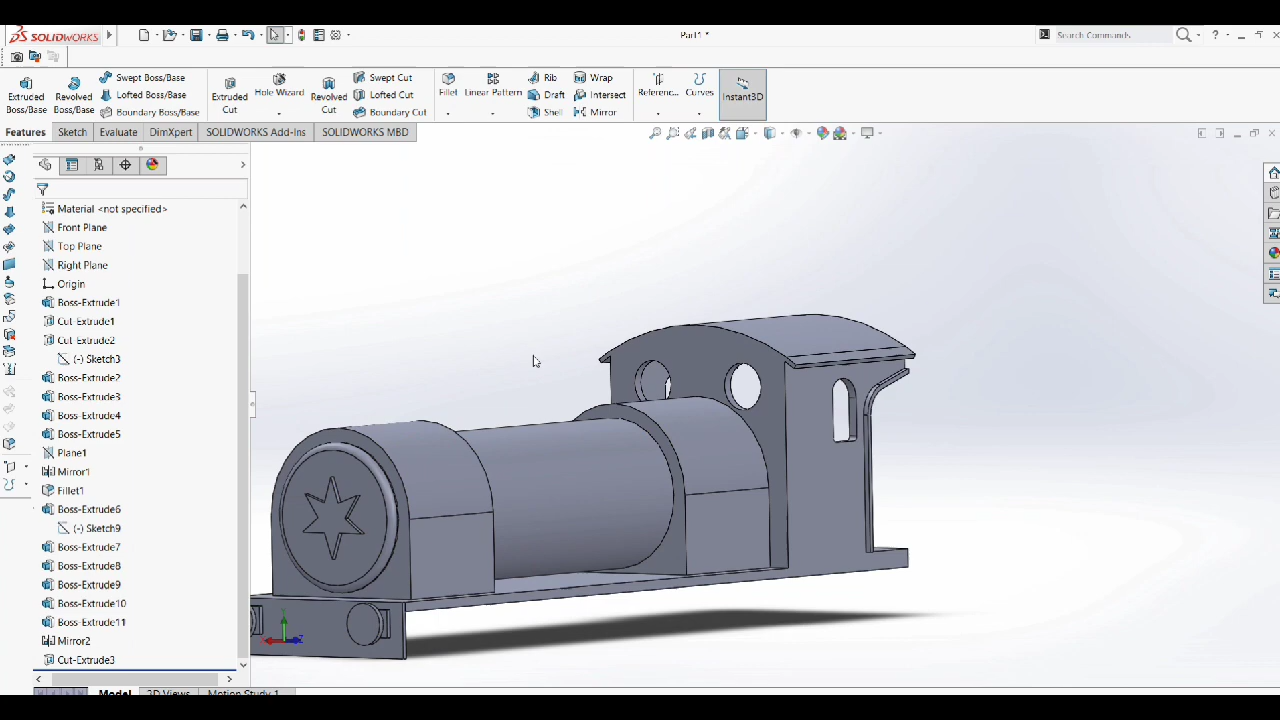 SOLIDWORKS
Part1 *
Search Commands
Extruded Boss/Base
Revolved Boss/Base
Swept Boss/Base
Lofted Boss/Base
Boundary Boss/Base
Extruded Cut
Hole Wizard
Revolved Cut
Swept Cut
Lofted Cut
Boundary Cut
Fillet
Linear Pattern
Rib
Draft
Shell
Wrap
Intersect
Mirror
Referenc...
Curves
Instant3D
Features
Sketch
Evaluate
DimXpert
SOLIDWORKS Add-Ins
SOLIDWORKS MBD
Material <not specified>
Front Plane
Top Plane
Right Plane
Origin
Boss-Extrude1
Cut-Extrude1
Cut-Extrude2
(-) Sketch3
Boss-Extrude2
Boss-Extrude3
Boss-Extrude4
Boss-Extrude5
Plane1
Mirror1
Fillet1
Boss-Extrude6
(-) Sketch9
Boss-Extrude7
Boss-Extrude8
Boss-Extrude9
Boss-Extrude10
Boss-Extrude11
Mirror2
Cut-Extrude3
Model
3D Views
Motion Study 1